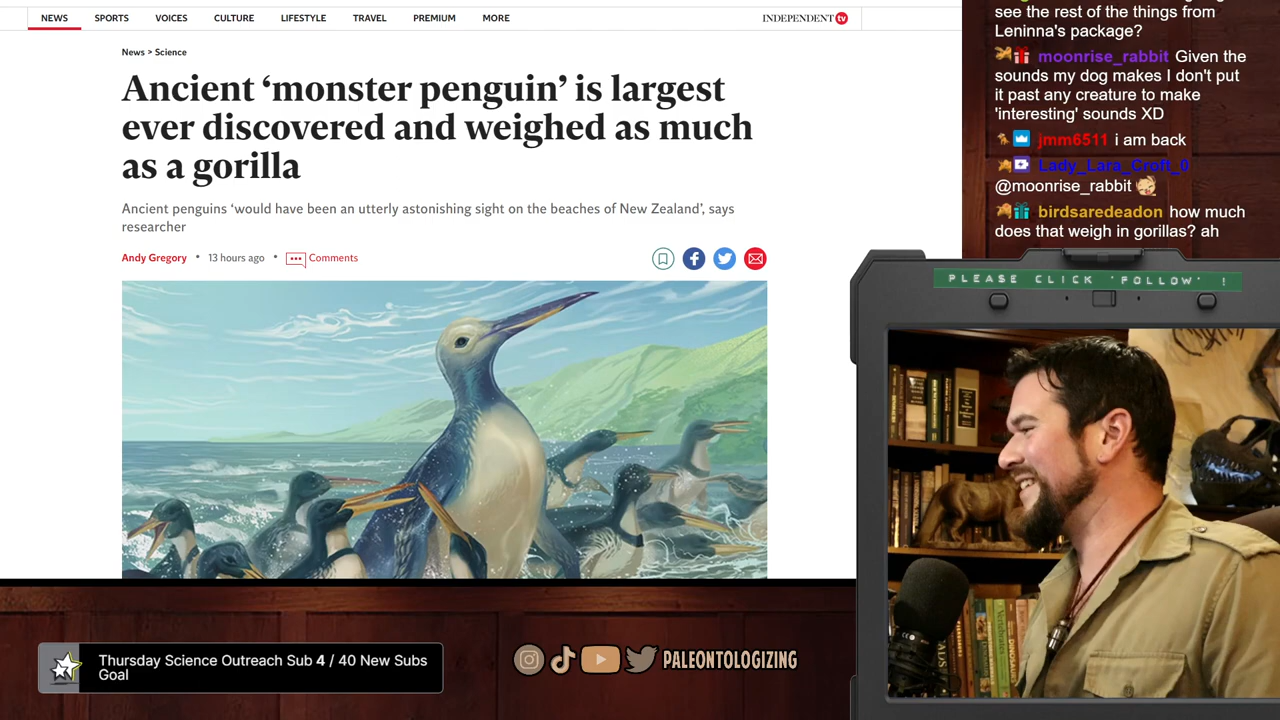 NEWS SPORTS VOICES CULTURE LIFESTYLE TRAVEL PREMIUM MORE INDEPENDENT tv
News > Science
Ancient ‘monster penguin’ is largest
ever discovered and weighed as much
as a gorilla
Ancient penguins ‘would have been an utterly astonishing sight on the beaches of New Zealand’, says
researcher
Andy Gregory • 13 hours ago • Comments
see the rest of the things from
Leninna's package?
moonrise_rabbit Given the
sounds my dog makes I don't put
it past any creature to make
'interesting' sounds XD
jmm6511 i am back
Lady_Lara_Croft_0
@moonrise_rabbit
birdsaredeadon how much
does that weigh in gorillas? ah
PLEASE CLICK 'FOLLOW' !
Thursday Science Outreach Sub 4 / 40 New Subs
Goal
PALEONTOLOGIZING